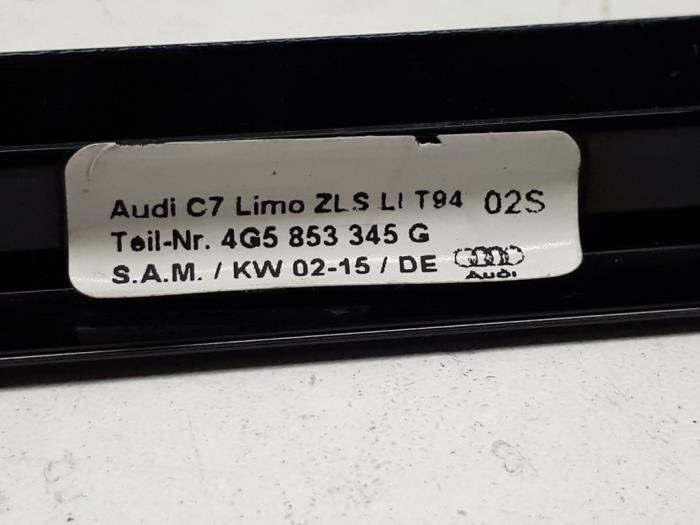 Audi C7 Limo ZLS LI T94 02S
Teil-Nr. 4G5 853 345 G
S.A.M. / KW 02-15 / DE Audi